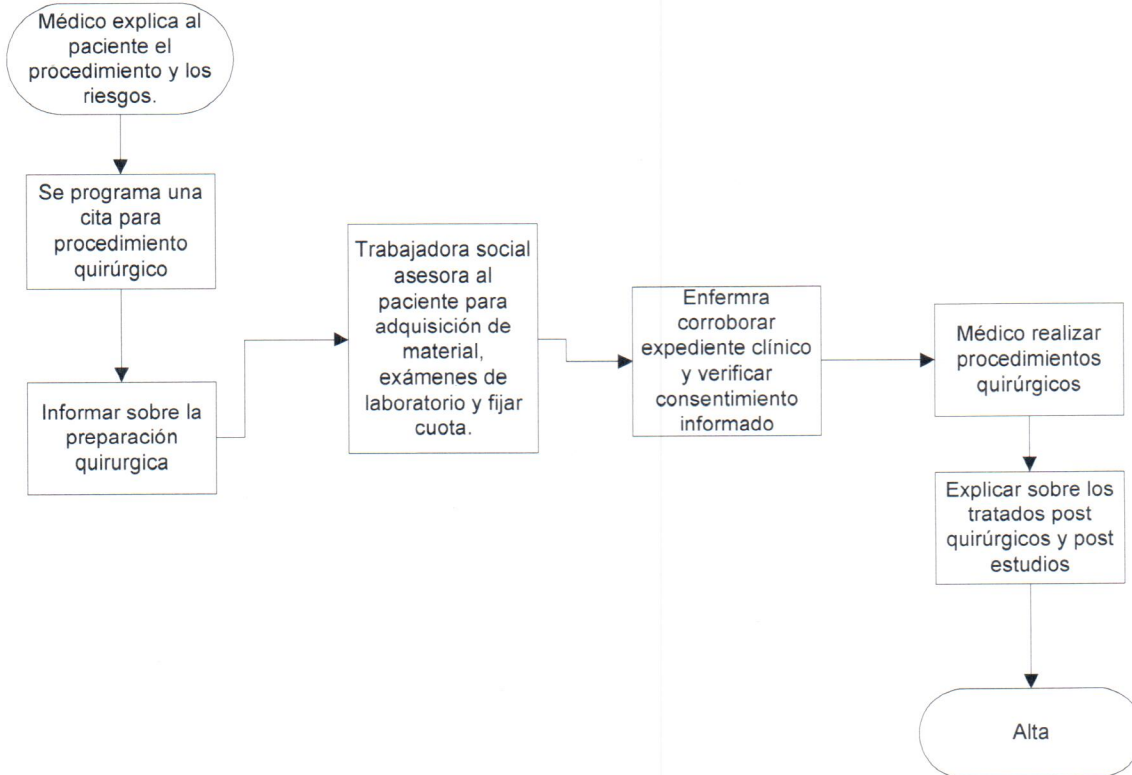 Médico explica al
paciente el
procedimiento y los
riesgos.
Se programa una
cita para
procedimiento
quirúrgico
Informar sobre la
preparación
quirurgica
Trabajadora social
asesora al
paciente para
adquisición de
material,
exámenes de
laboratorio y fijar
cuota.
Enfermra
corroborar
expediente clínico
y verificar
consentimiento
informado
Médico realizar
procedimientos
quirúrgicos
Explicar sobre los
tratados post
quirúrgicos y post
estudios
Alta